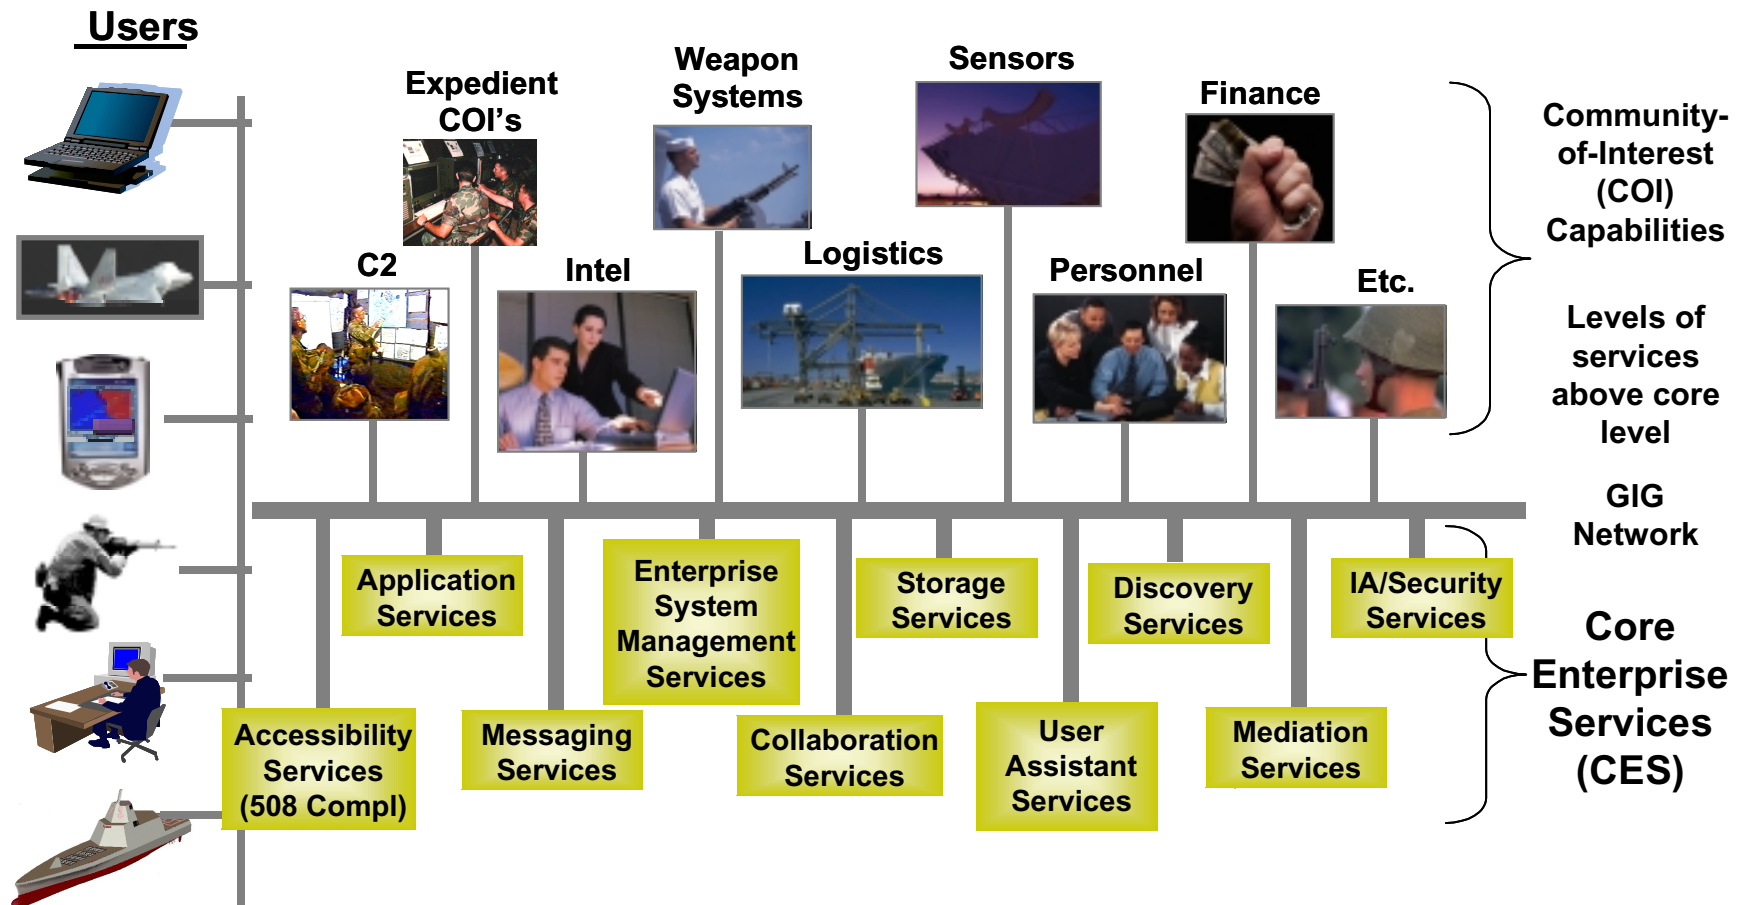 Users
Expedient
COI's
Weapon
Systems
Sensors
Finance
C2
Intel
Logistics
Personnel
Etc.
Community-
of-Interest
(COI)
Capabilities
Levels of
services
above core
level
GIG
Network
Application
Services
Enterprise
System
Management
Services
Storage
Services
Discovery
Services
IA/Security
Services
Accessibility
Services
(508 Compl)
Messaging
Services
Collaboration
Services
User
Assistant
Services
Mediation
Services
Core
Enterprise
Services
(CES)